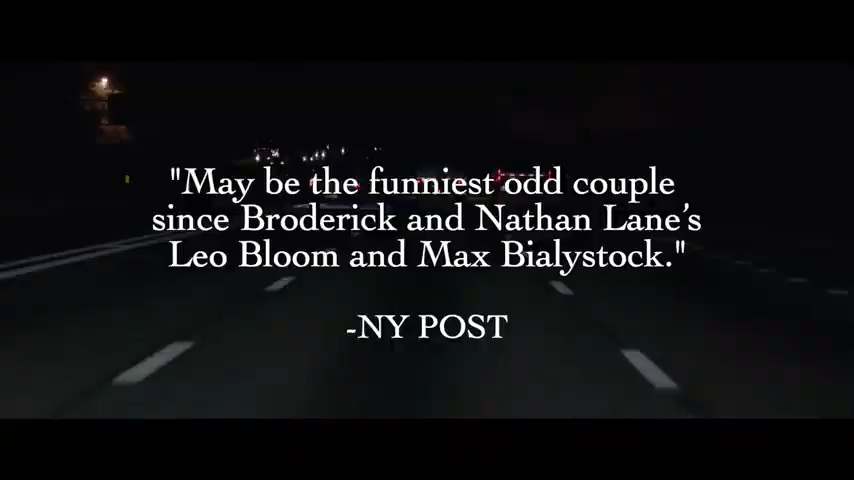 "May be the funniest odd couple
since Broderick and Nathan Lane’s
Leo Bloom and Max Bialystock."
-NY POST